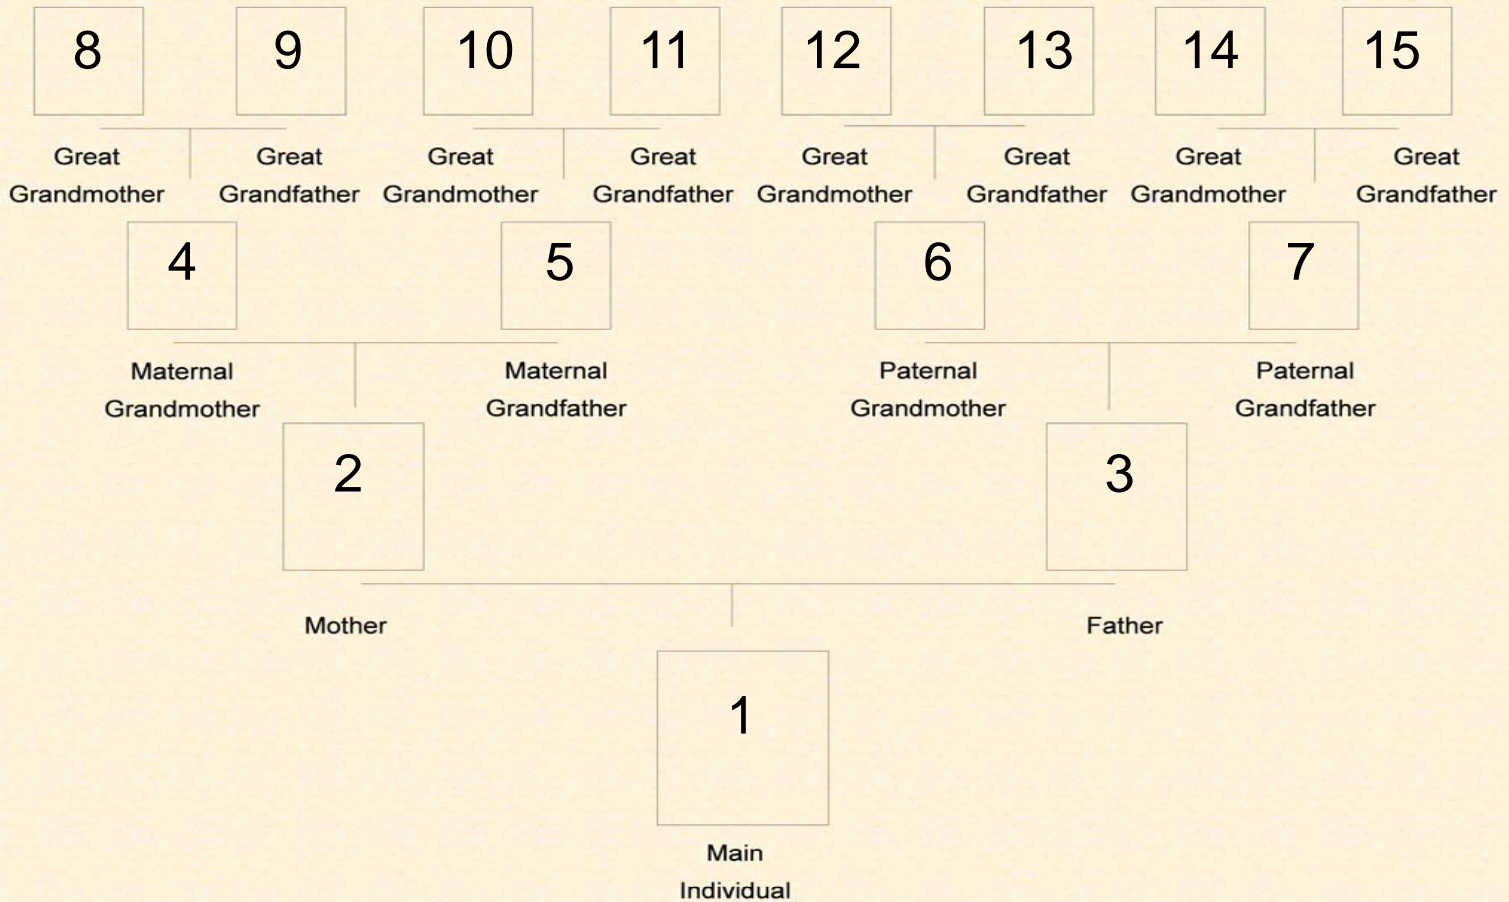 8 9 10 11 12 13 14 15
Great Great Great Great Great Great Great Great
Grandmother Grandfather Grandmother Grandfather Grandmother Grandfather Grandmother Grandfather
4 5 6 7
Maternal Maternal Paternal Paternal
Grandmother Grandfather Grandmother Grandfather
2 3
Mother Father
1
Main
Individual